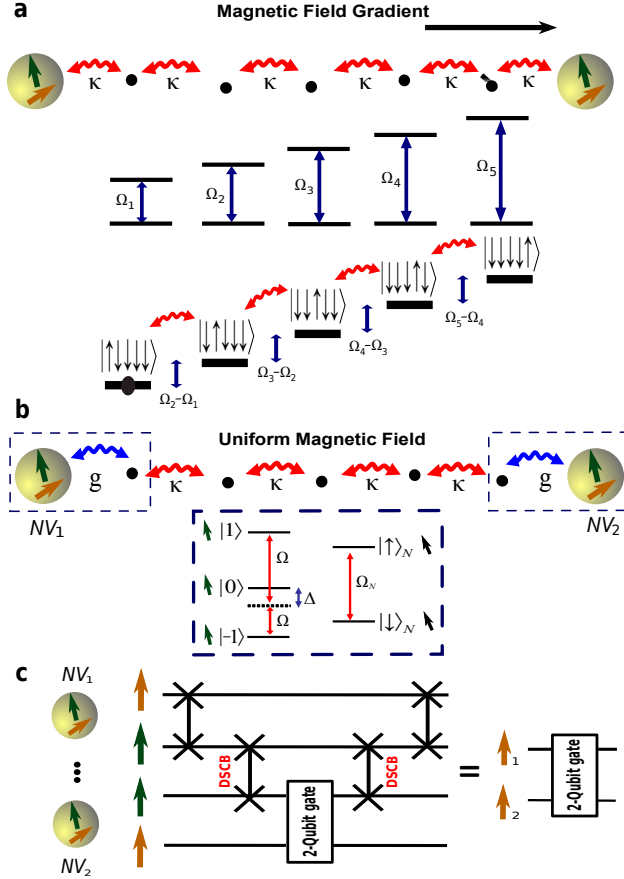 a
Magnetic Field Gradient
κ κ κ κ κ κ
Ω₁ Ω₂ Ω₃ Ω₄ Ω₅
|↓↓↓↓↓↑⟩
|↓↓↓↓↑↓⟩
|↓↓↓↑↓↓⟩
|↓↓↑↓↓↓⟩
|↑↓↓↓↓↓⟩
Ω₅−Ω₄
Ω₄−Ω₃
Ω₃−Ω₂
Ω₂−Ω₁
b
Uniform Magnetic Field
g κ κ κ κ g
NV₁ NV₂
|1⟩
Ω |↑⟩N
|0⟩ Δ ΩN
Ω |↓⟩N
|−1⟩
c
NV₁
DSCB DSCB
2-Qubit gate
NV₂
=
1
2
2-Qubit gate